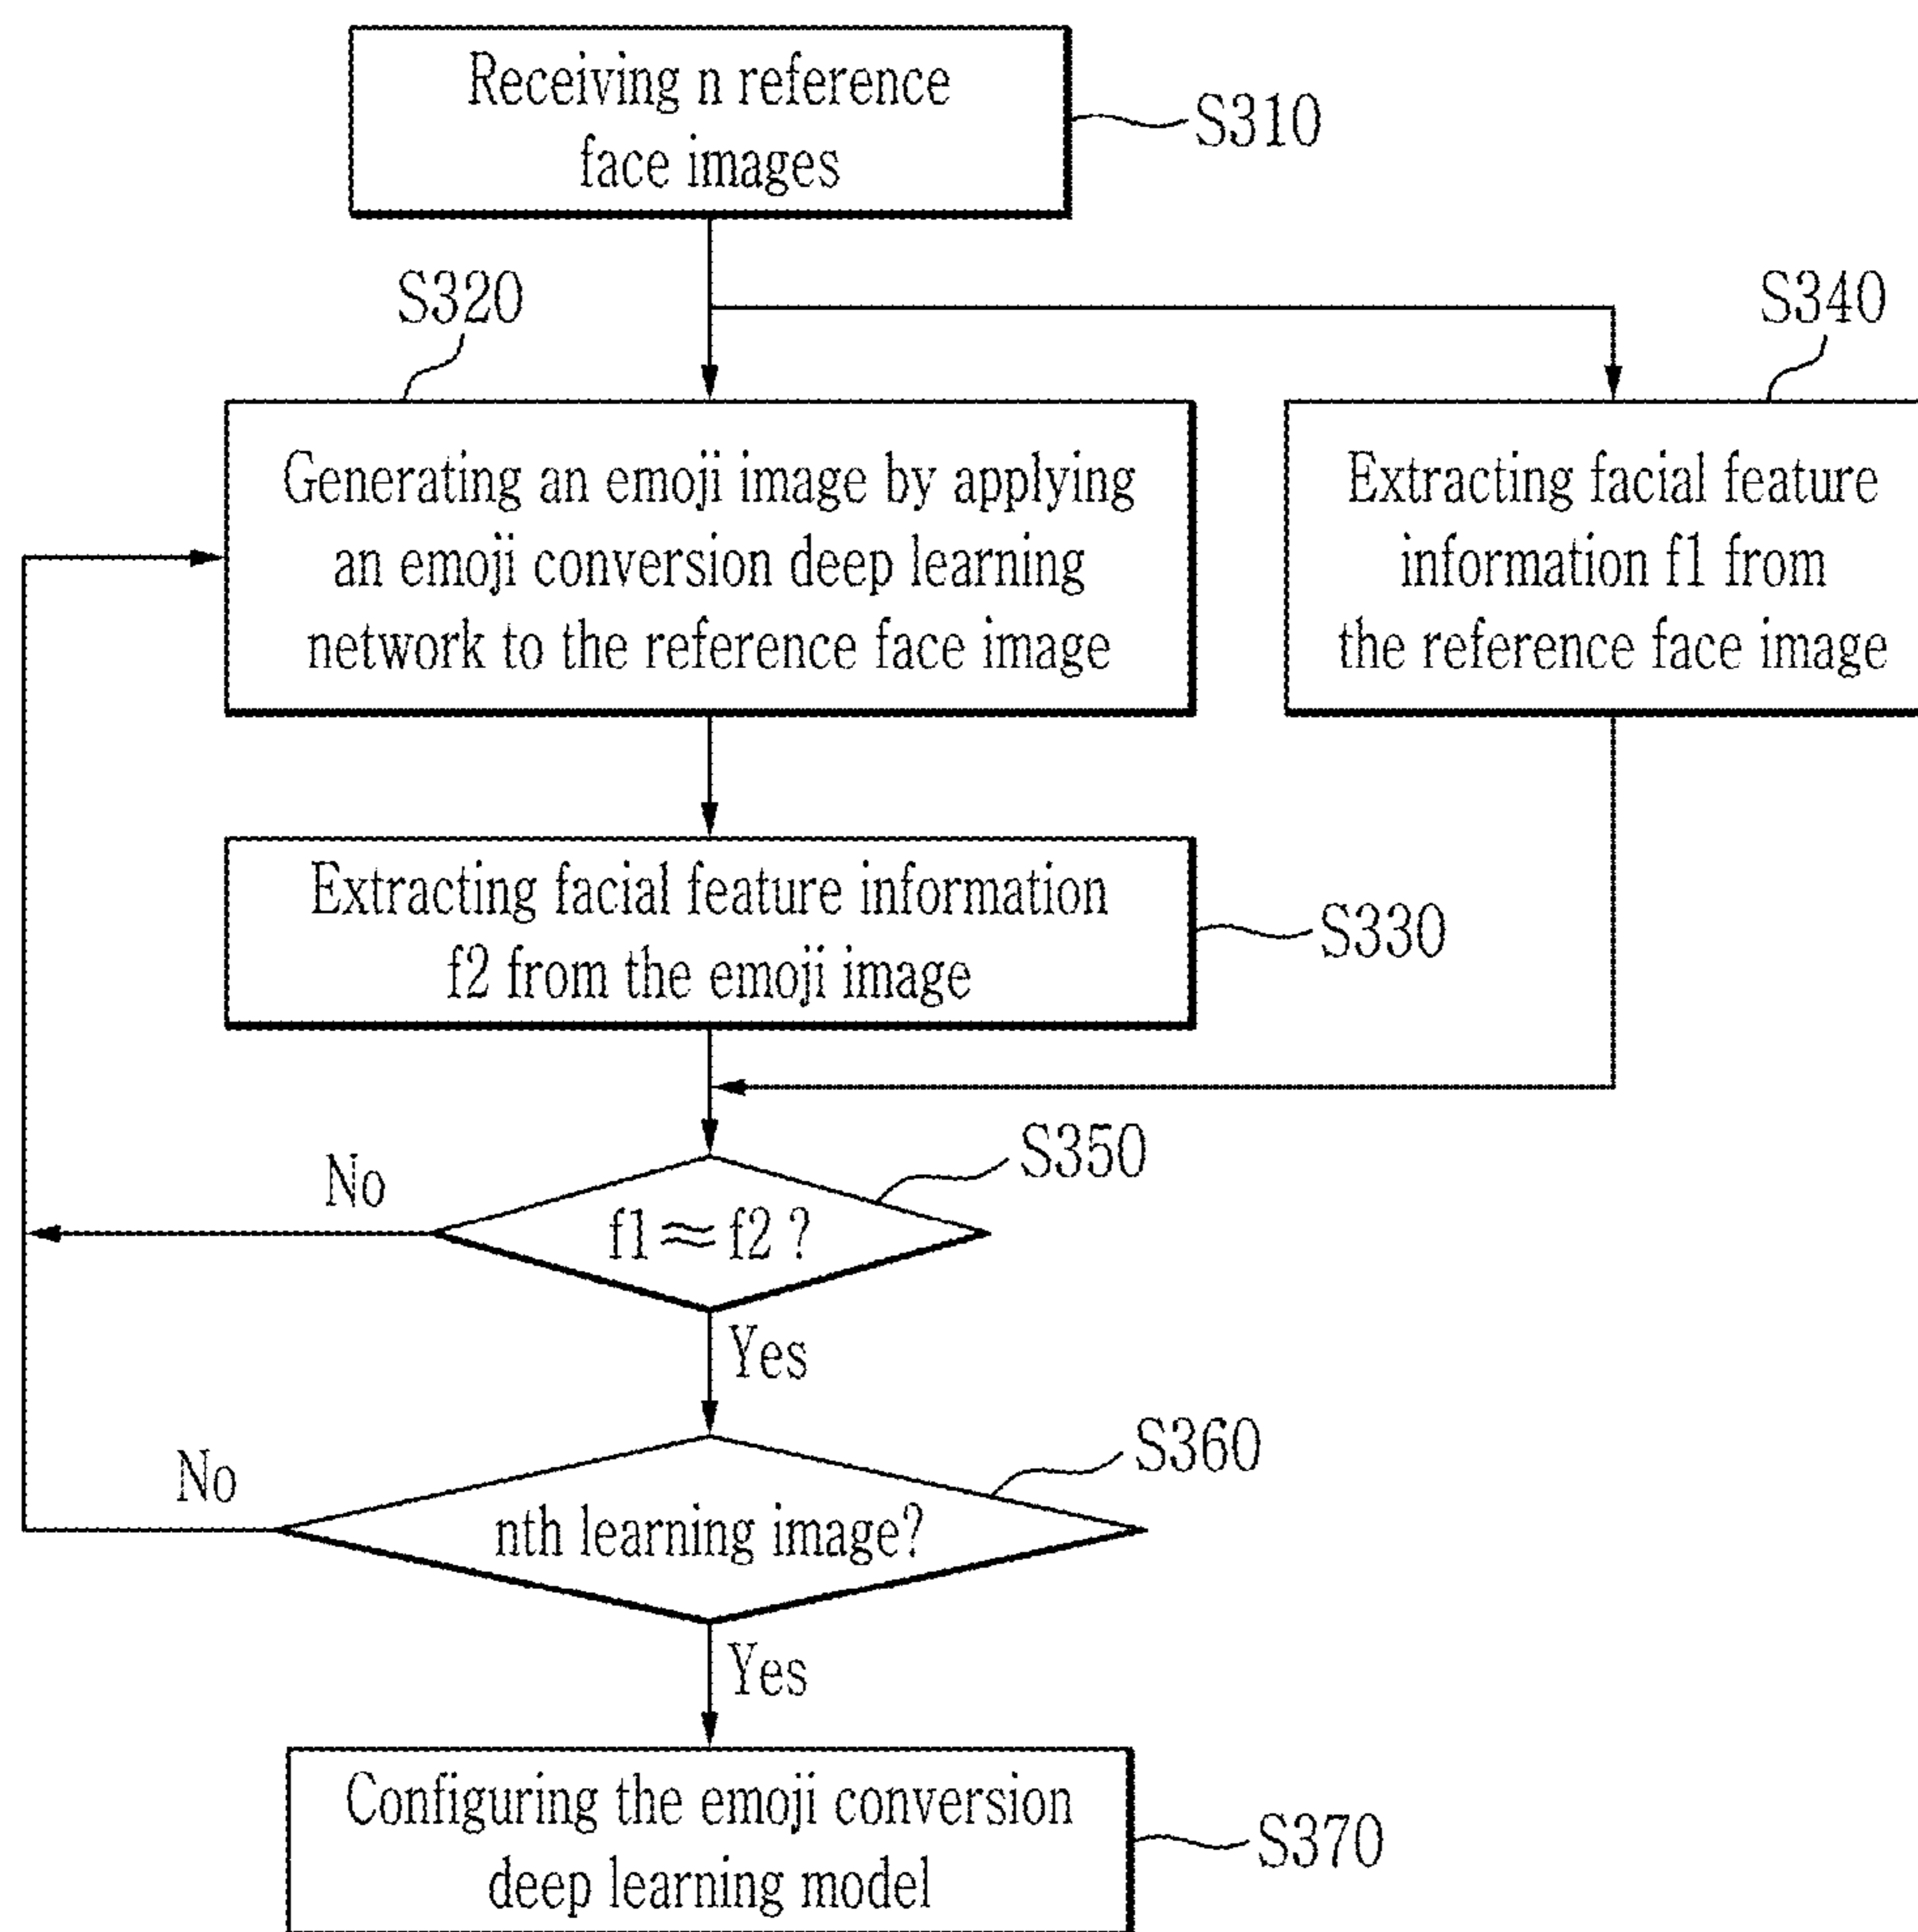 Receiving n reference
face images
S310
S320
S340
Generating an emoji image by applying
an emoji conversion deep learning
network to the reference face image
Extracting facial feature
information f1 from
the reference face image
Extracting facial feature information
f2 from the emoji image
S330
S350
No
f1≈f2 ?
Yes
S360
No
nth learning image?
Yes
Configuring the emoji conversion
deep learning model
S370